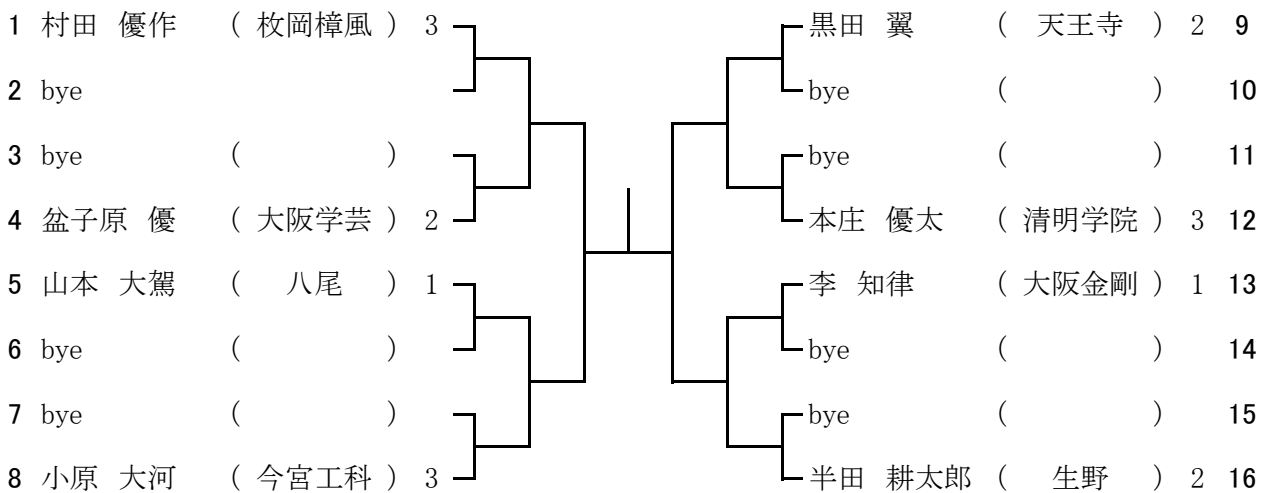 1 村田 優作 ( 枚岡樟風 ) 3
2 bye
3 bye ( )
4 盆子原 優 ( 大阪学芸 ) 2
5 山本 大駕 ( 八尾 ) 1
6 bye ( )
7 bye ( )
8 小原 大河 ( 今宮工科 ) 3
黒田 翼 ( 天王寺 ) 2 9
bye ( ) 10
bye ( ) 11
本庄 優太 ( 清明学院 ) 3 12
李 知律 ( 大阪金剛 ) 1 13
bye ( ) 14
bye ( ) 15
半田 耕太郎 ( 生野 ) 2 16